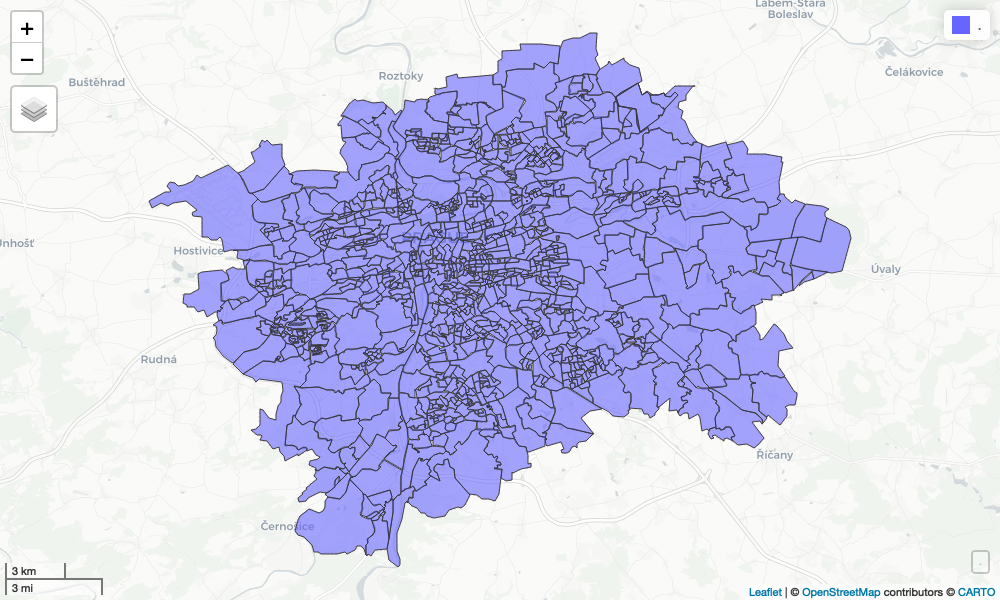 +
−
Labem-Stará
Boleslav
.
Roztoky
Buštěhrad
Čelákovice
Hostivice
Úvaly
Rudná
Říčany
Černošice
3 km
3 mi
Leaflet | © OpenStreetMap contributors © CARTO